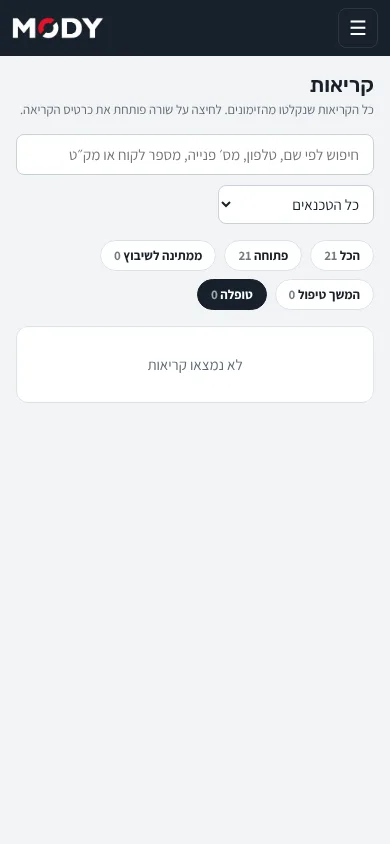 MODY
☰
קריאות
כל הקריאות שנקלטו מהזימונים. לחיצה על שורה פותחת את כרטיס הקריאה.
חיפוש לפי שם, טלפון, מס׳ פנייה, מספר לקוח או מק״ט
כל הטכנאים
הכל 21 פתוחה 21 ממתינה לשיבוץ 0
המשך טיפול 0 טופלה 0
לא נמצאו קריאות